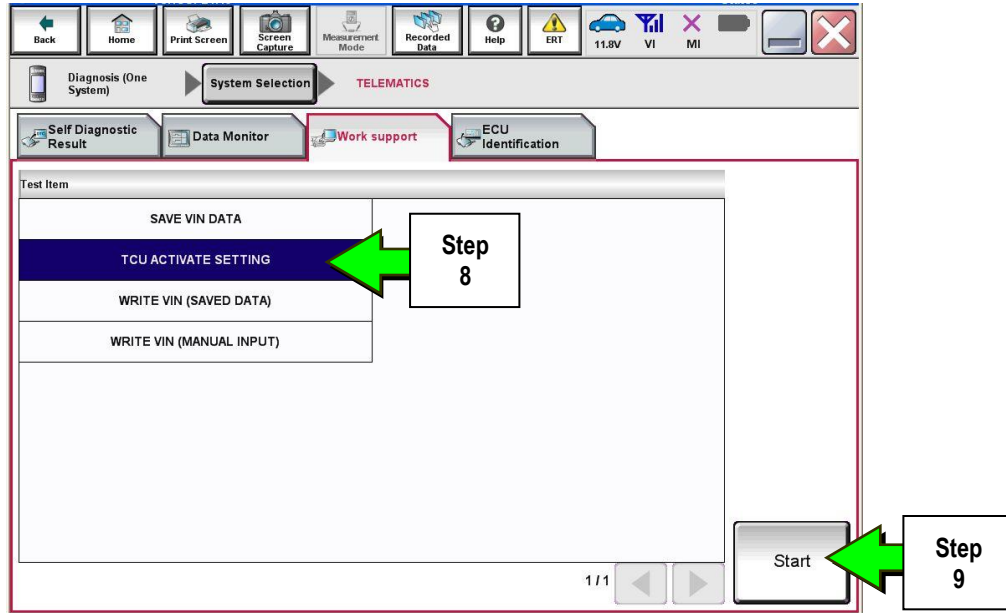 Back
Home
Print Screen
Screen
Capture
Measurement
Mode
Recorded
Data
Help
ERT
11.8V
VI
MI
Diagnosis (One
System)
System Selection
TELEMATICS
Self Diagnostic
Result
Data Monitor
Work support
ECU
Identification
Test Item
SAVE VIN DATA
TCU ACTIVATE SETTING
WRITE VIN (SAVED DATA)
WRITE VIN (MANUAL INPUT)
Step
8
1/1
Start
Step
9